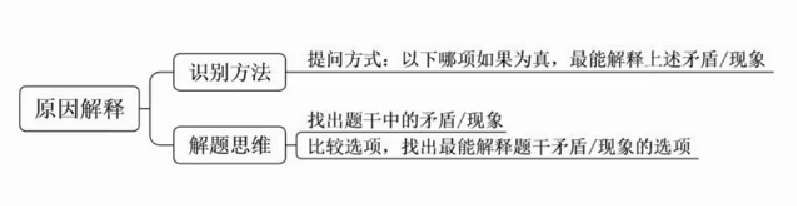 原因解释
识别方法
提问方式：以下哪项如果为真，最能解释上述矛盾/现象
解题思维
找出题干中的矛盾/现象
比较选项，找出最能解释题干矛盾/现象的选项